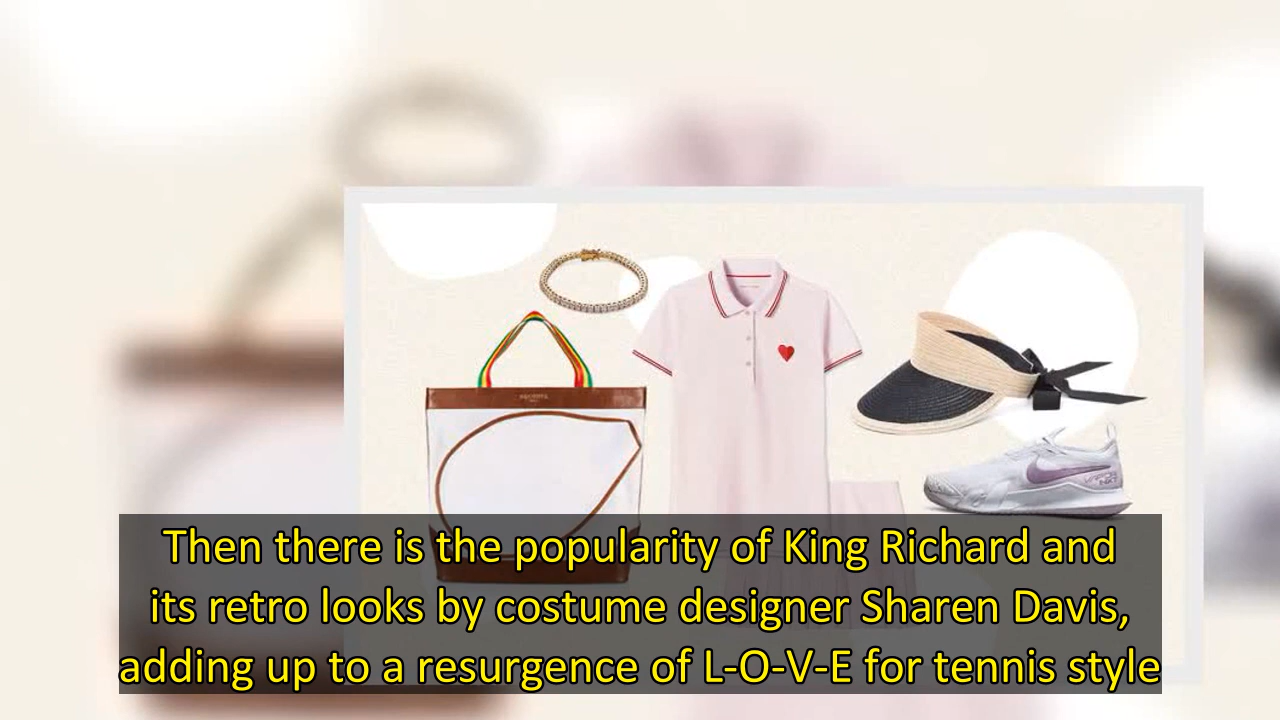 Then there is the popularity of King Richard and
its retro looks by costume designer Sharen Davis,
adding up to a resurgence of L-O-V-E for tennis style